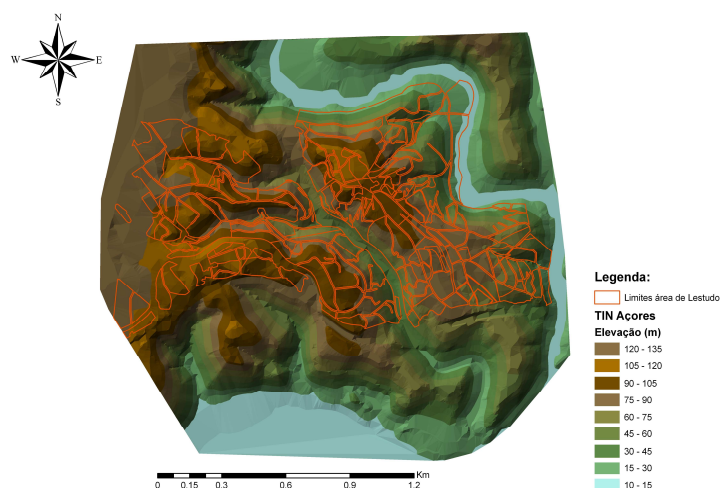 N
W
E
S
Legenda:
Limites área de Lestudo
TIN Açores
Elevação (m)
120 - 135
105 - 120
90 - 105
75 - 90
60 - 75
45 - 60
30 - 45
15 - 30
10 - 15
Km
0 0.15 0.3 0.6 0.9 1.2